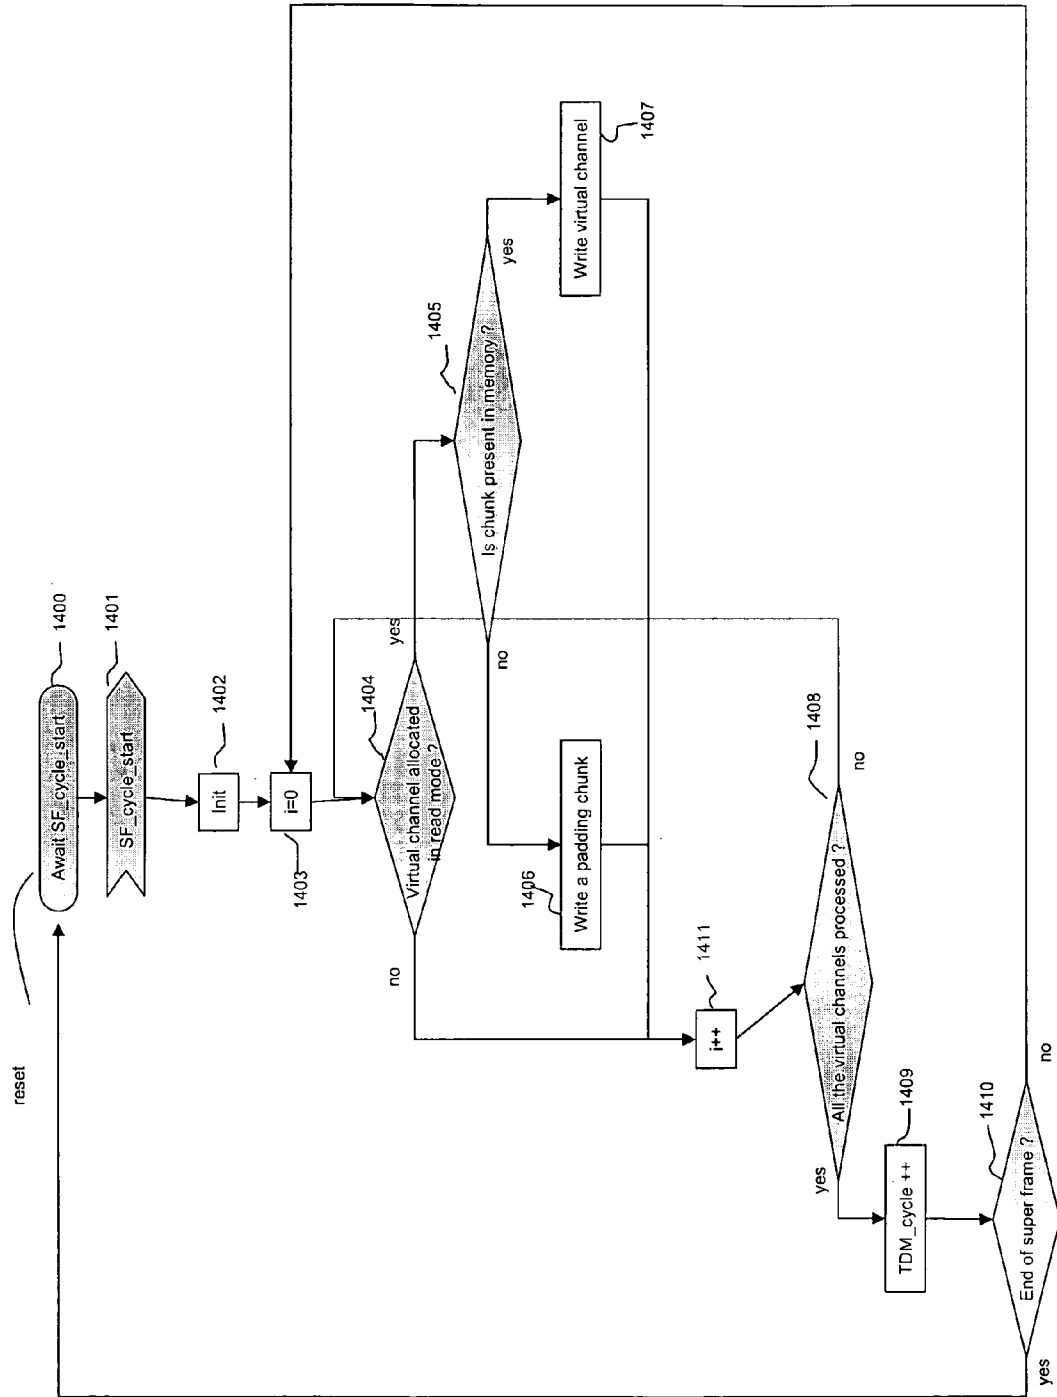 reset
Await SF_cycle_start
1400
SF_cycle_start
1401
Init
1402
i=0
1403
Virtual channel allocated
in read mode ?
1404
yes
no
Is chunk present in memory ?
1405
yes
no
Write a padding chunk
1406
Write virtual channel
1407
i++
1411
All the virtual channels processed ?
1408
no
yes
TDM_cycle ++
1409
End of super frame ?
1410
no
yes